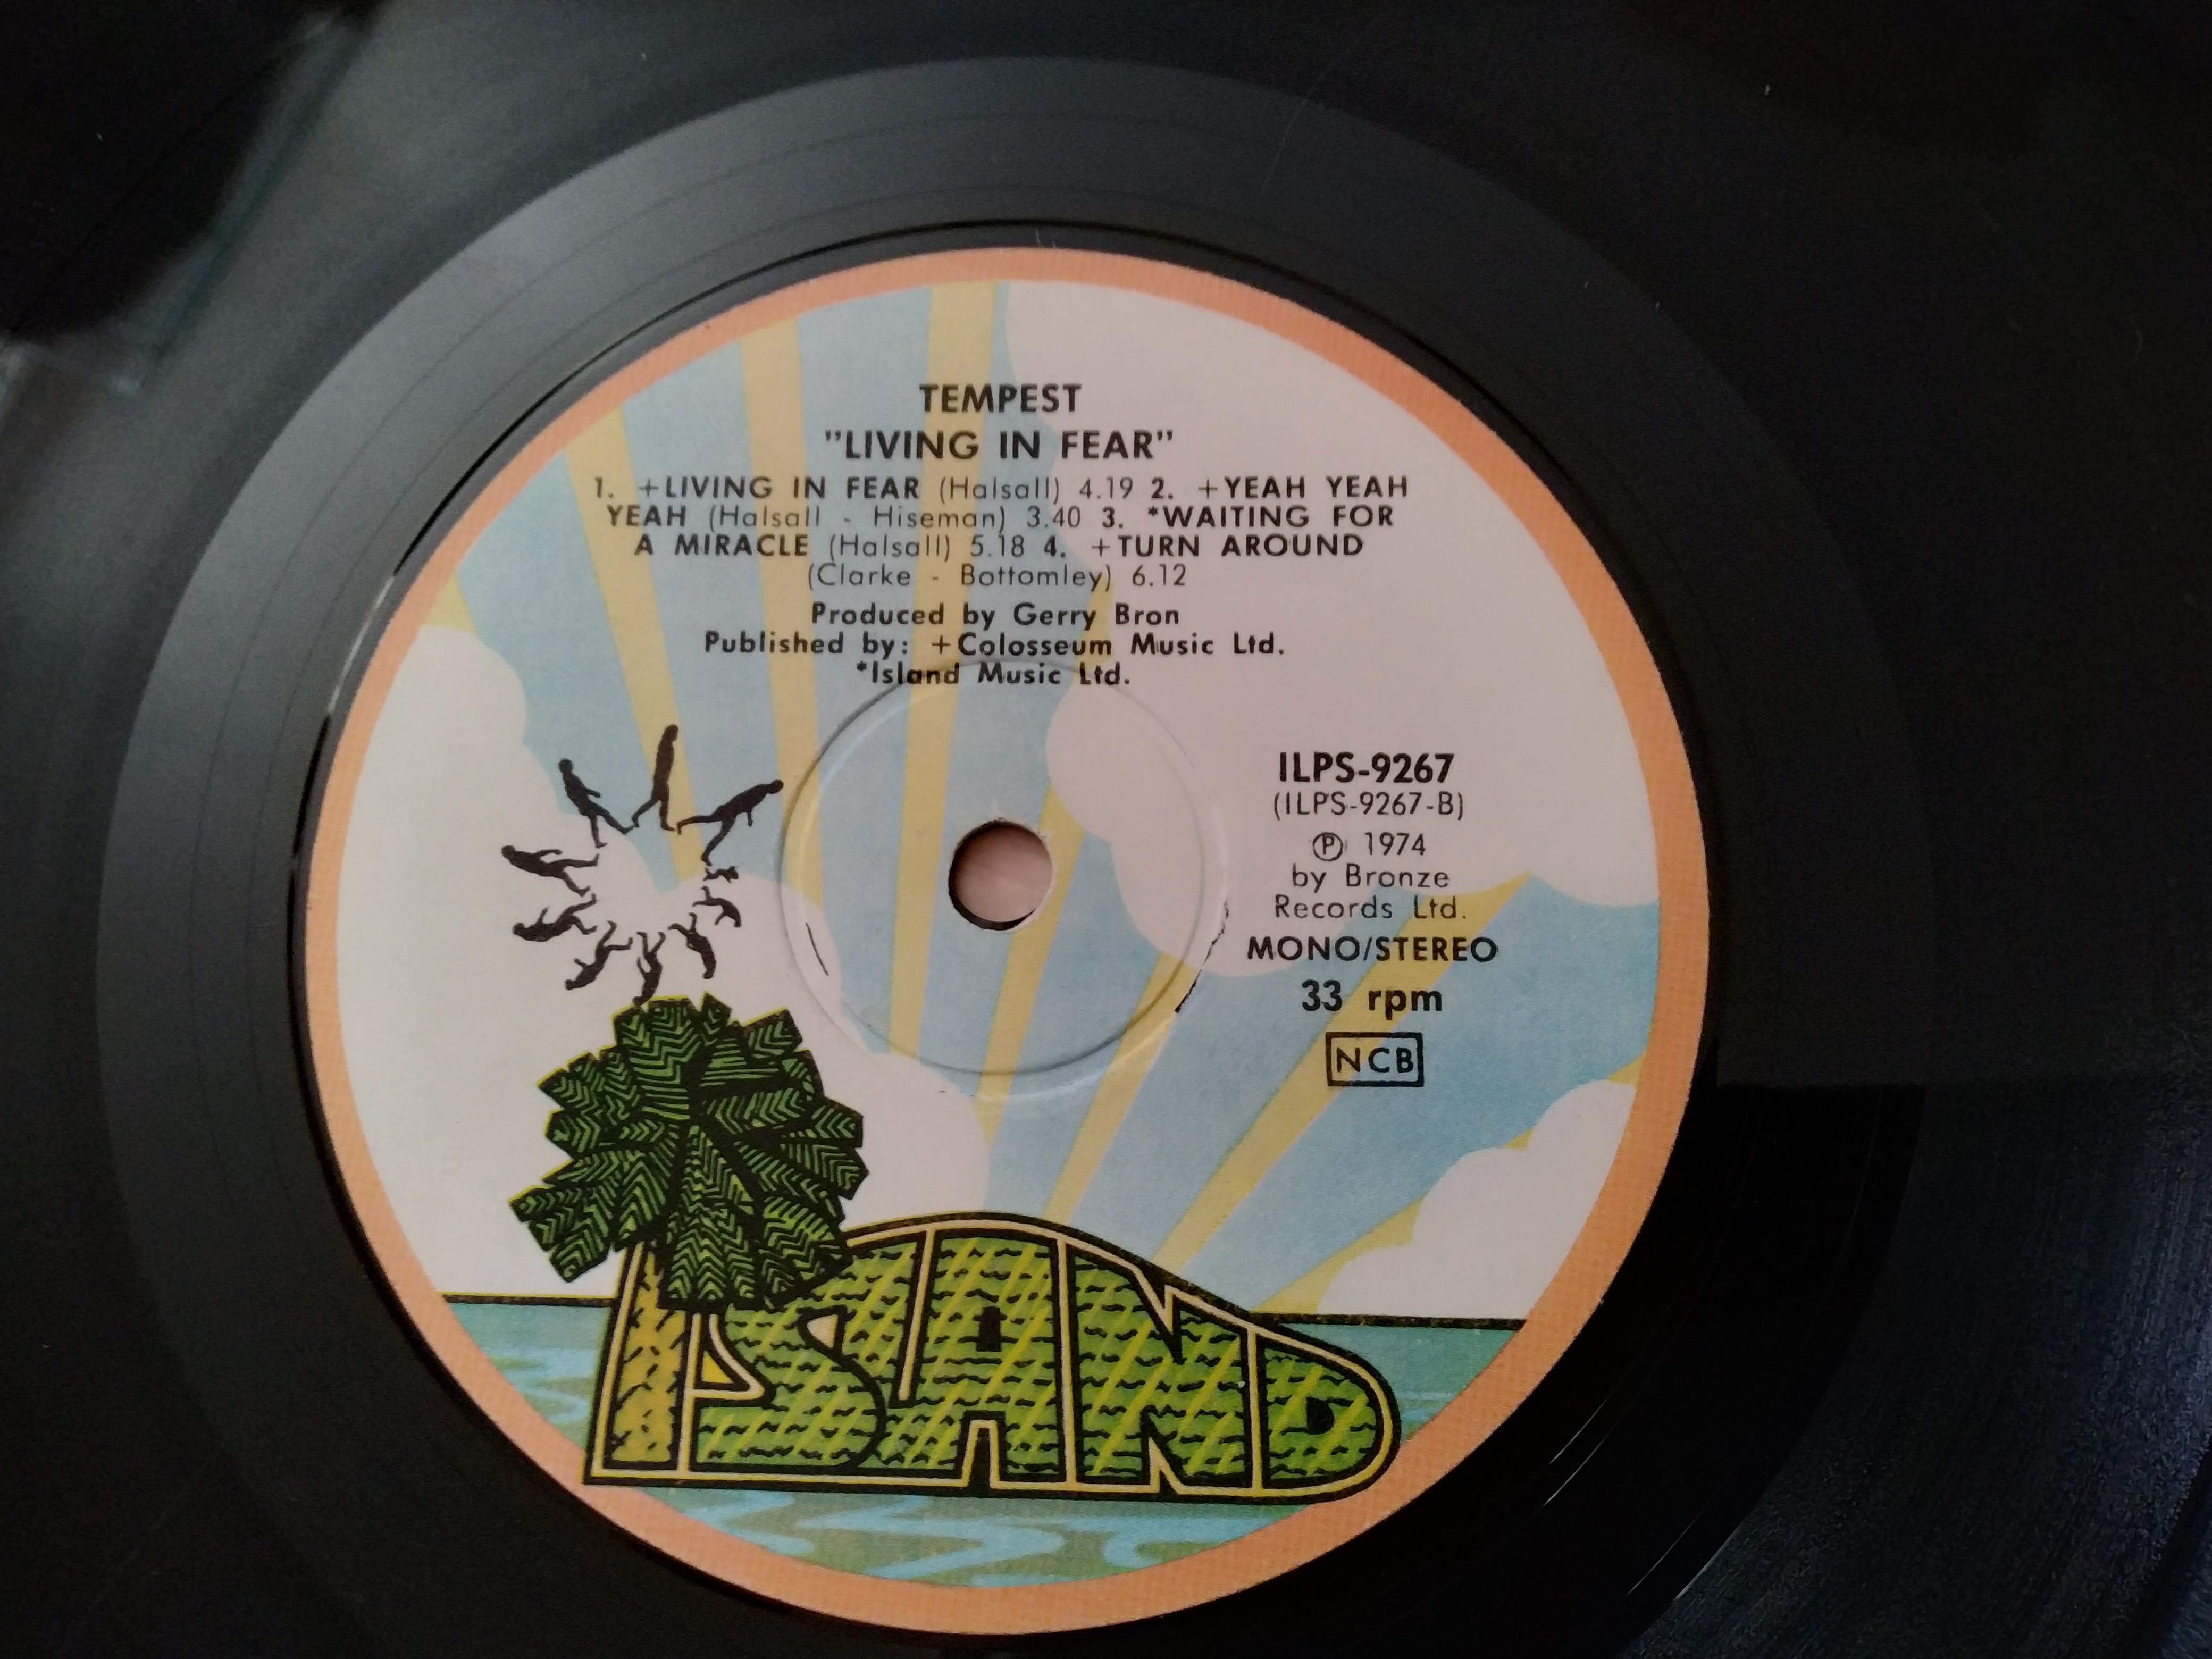 TEMPEST
"LIVING IN FEAR"
1. +LIVING IN FEAR (Halsall) 4.19 2. +YEAH YEAH
YEAH (Halsall - Hiseman) 3.40 3. *WAITING FOR
A MIRACLE (Halsall) 5.18 4. +TURN AROUND
(Clarke - Bottomley) 6.12
Produced by Gerry Bron
Published by: +Colosseum Music Ltd.
*Island Music Ltd.
ILPS-9267
(ILPS-9267-B)
Ⓟ 1974
by Bronze
Records Ltd.
MONO/STEREO
33 rpm
NCB
ISLAND